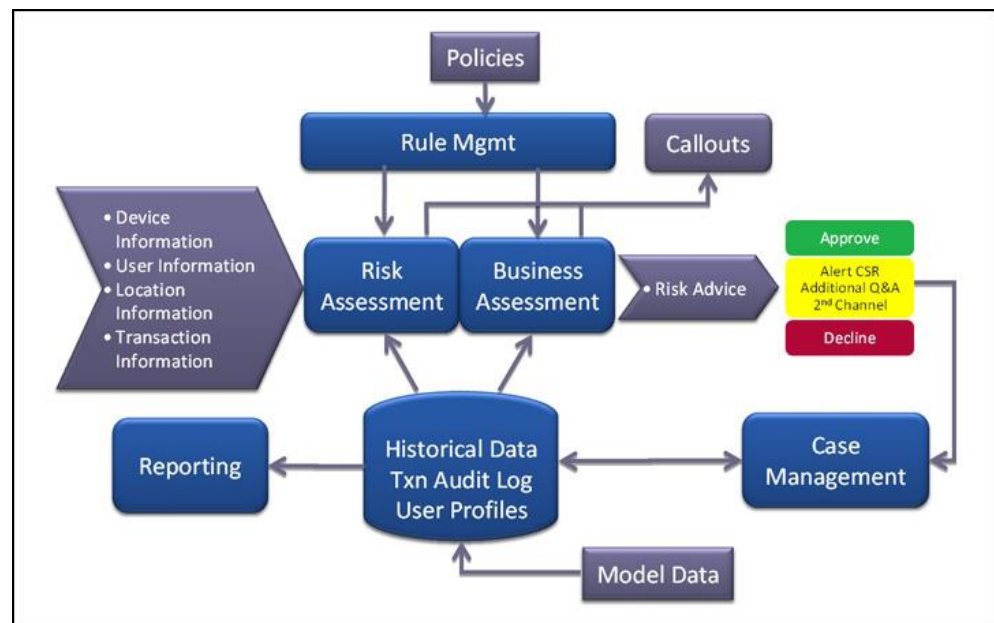 Policies
Rule Mgmt
Callouts
• Device
Information
• User Information
• Location
Information
• Transaction
Information
Risk
Assessment
Business
Assessment
• Risk Advice
Approve
Alert CSR
Additional Q&A
2nd Channel
Decline
Reporting
Historical Data
Txn Audit Log
User Profiles
Case
Management
Model Data